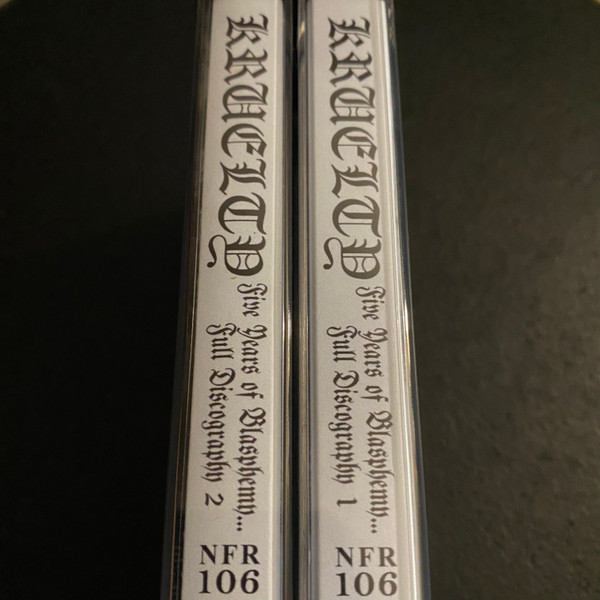 KRUELTY
Five Years of Blasphemy...
Full Discography 2
NFR
106
KRUELTY
Five Years of Blasphemy...
Full Discography 1
NFR
106